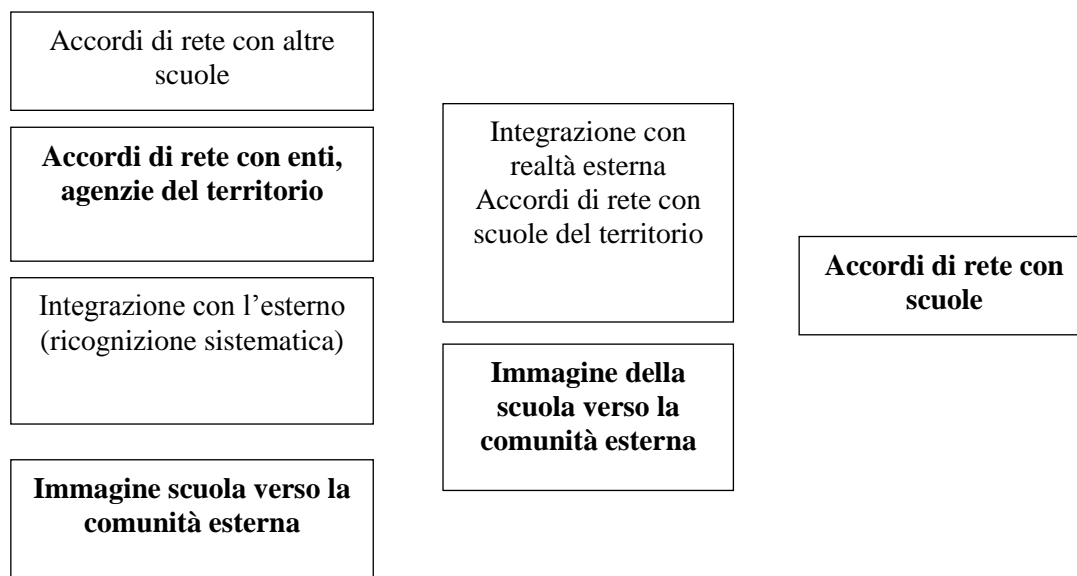 Accordi di rete con altre
scuole
Accordi di rete con enti,
agenzie del territorio
Integrazione con l’esterno
(ricognizione sistematica)
Immagine scuola verso la
comunità esterna
Integrazione con
realtà esterna
Accordi di rete con
scuole del territorio
Immagine della
scuola verso la
comunità esterna
Accordi di rete con
scuole